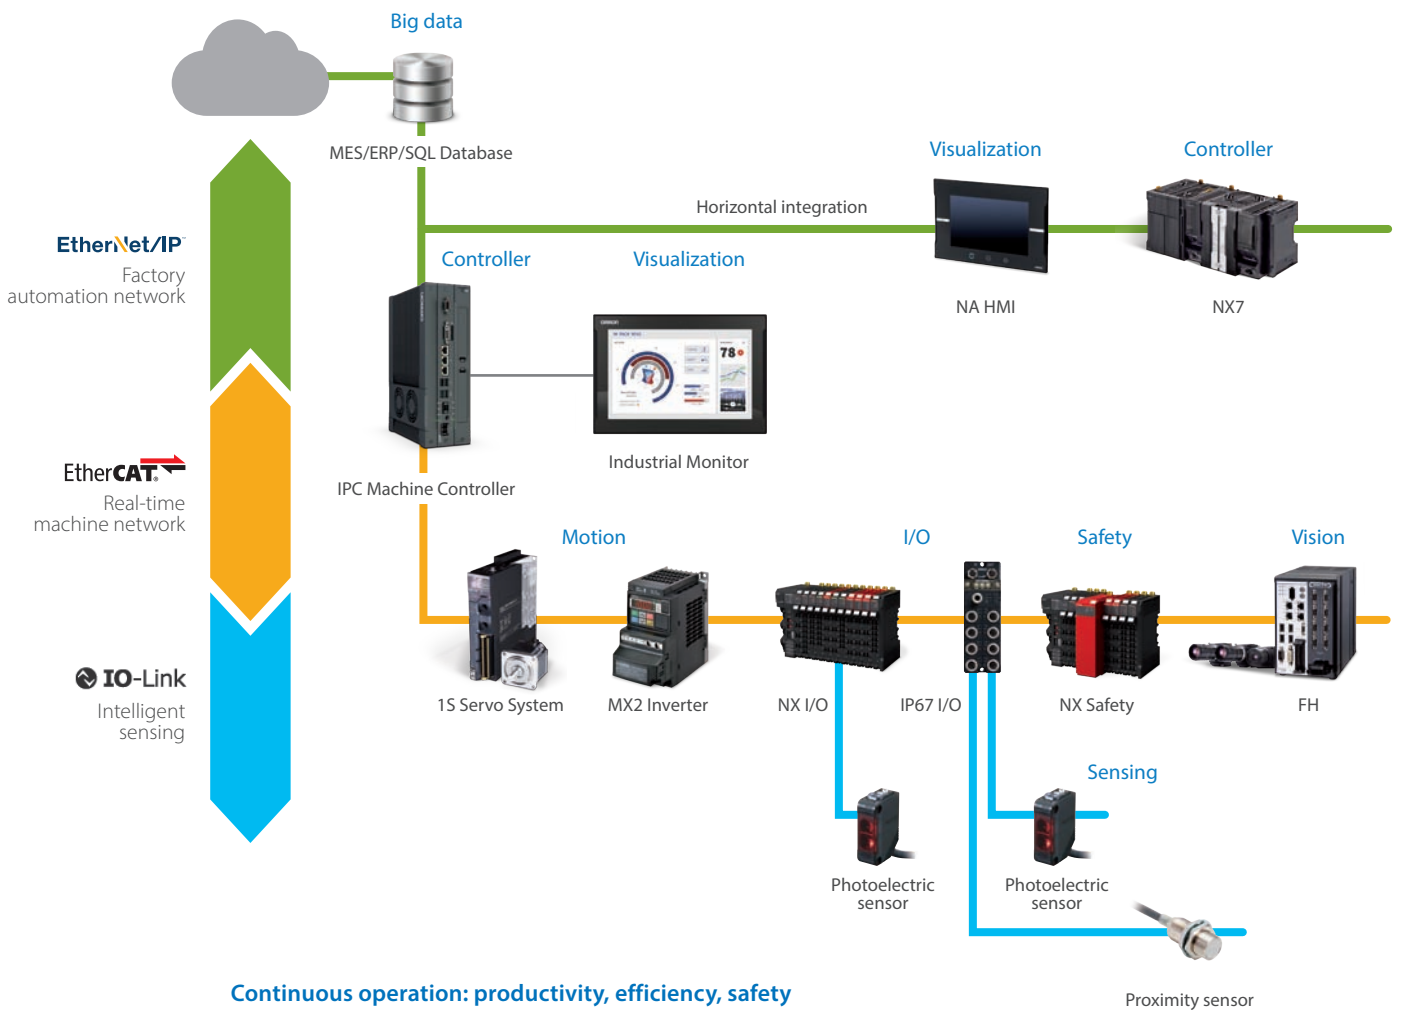 Big data
MES/ERP/SQL Database
Visualization
Controller
Horizontal integration
EtherNet/IP
Factory
automation network
Controller
Visualization
NA HMI
NX7
78
Industrial Monitor
EtherCAT®
Real-time
machine network
IPC Machine Controller
Motion
I/O
Safety
Vision
IO-Link
Intelligent
sensing
1S Servo System
MX2 Inverter
NX I/O
IP67 I/O
NX Safety
FH
Sensing
Photoelectric
sensor
Photoelectric
sensor
Continuous operation: productivity, efficiency, safety
Proximity sensor